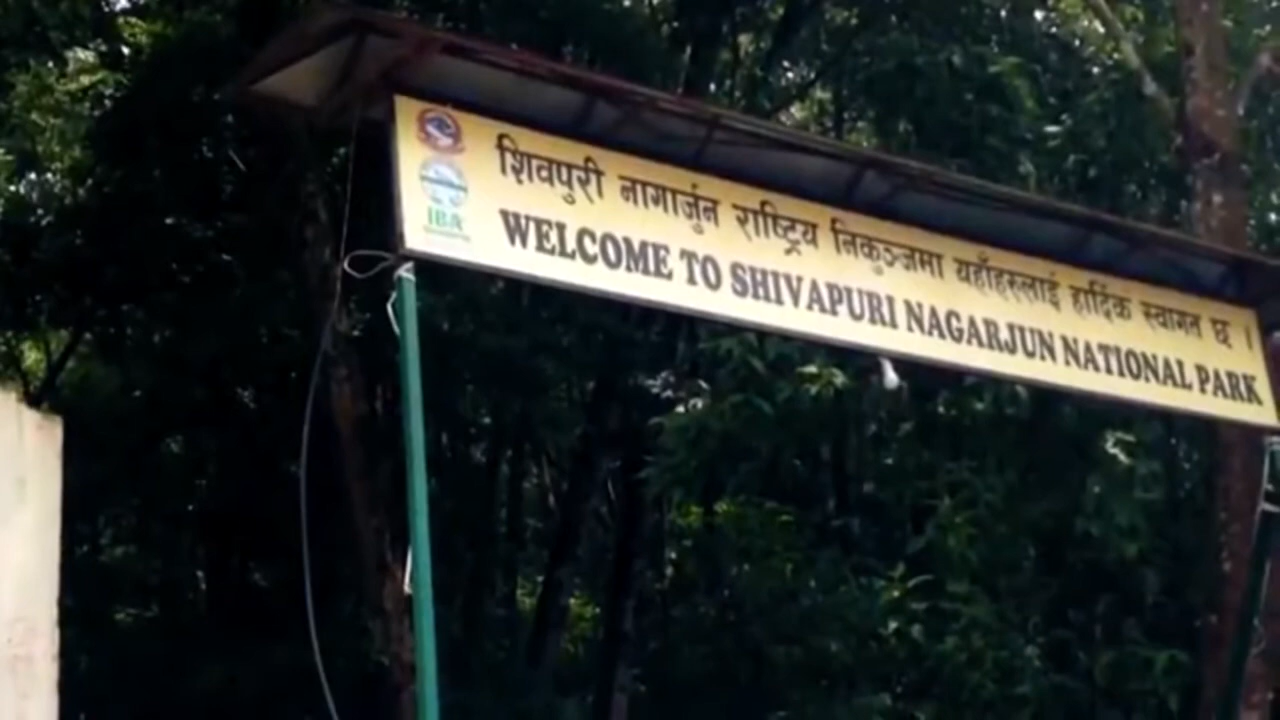 शिवपुरी नागार्जुन राष्ट्रिय निकुञ्जमा यहाँहरुलाई हार्दिक स्वागत छ ।
WELCOME TO SHIVAPURI NAGARJUN NATIONAL PARK
IBA